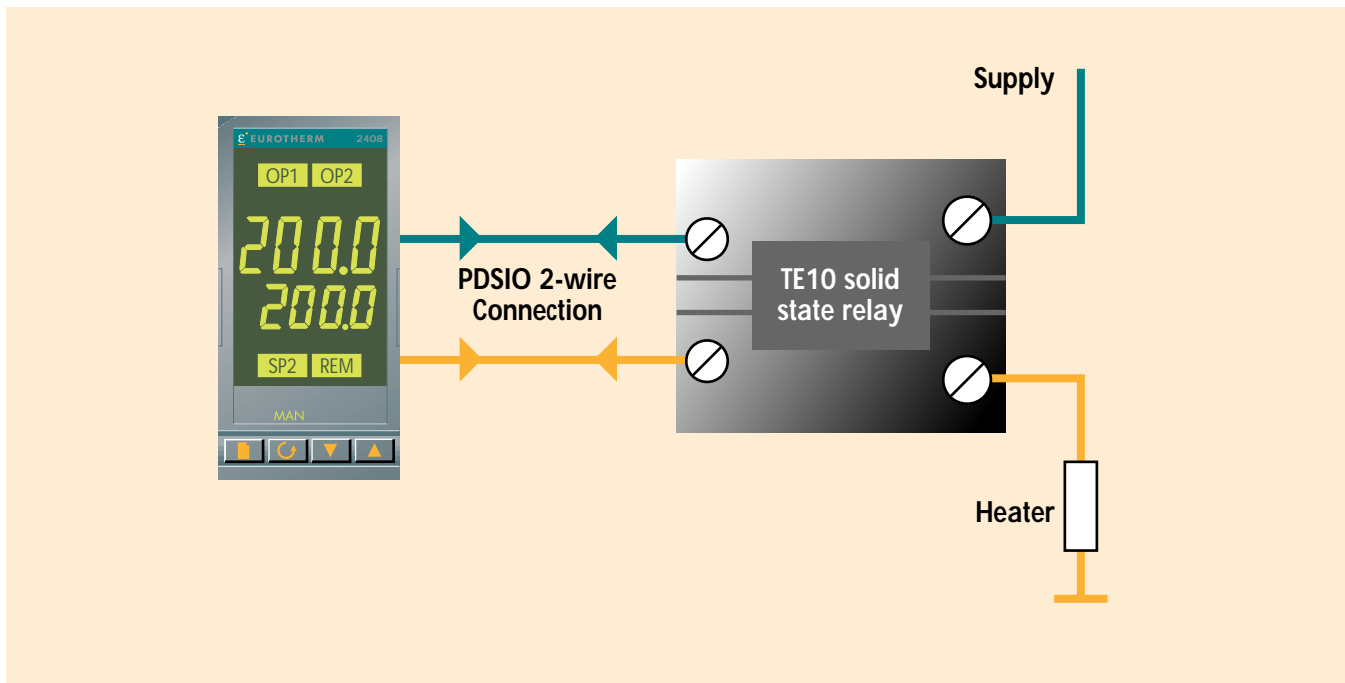 Supply
ε EUROTHERM 2408
OP1 OP2
200.0
200.0
SP2 REM
MAN
PDSIO 2-wire
Connection
TE10 solid
state relay
Heater